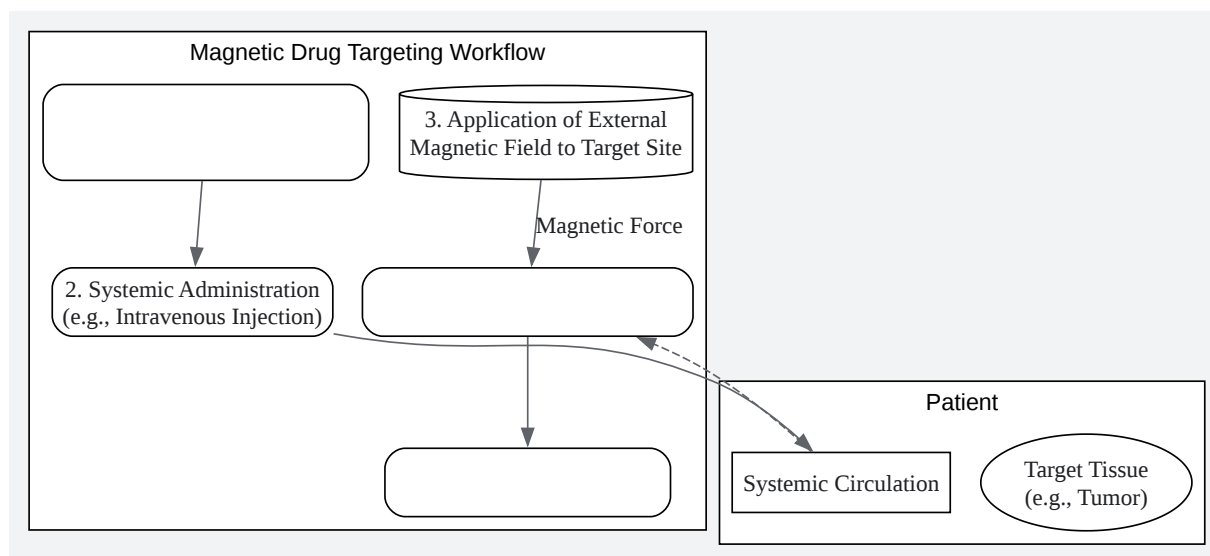 Magnetic Drug Targeting Workflow
3. Application of External
Magnetic Field to Target Site
Magnetic Force
2. Systemic Administration
(e.g., Intravenous Injection)
Patient
Systemic Circulation
Target Tissue
(e.g., Tumor)